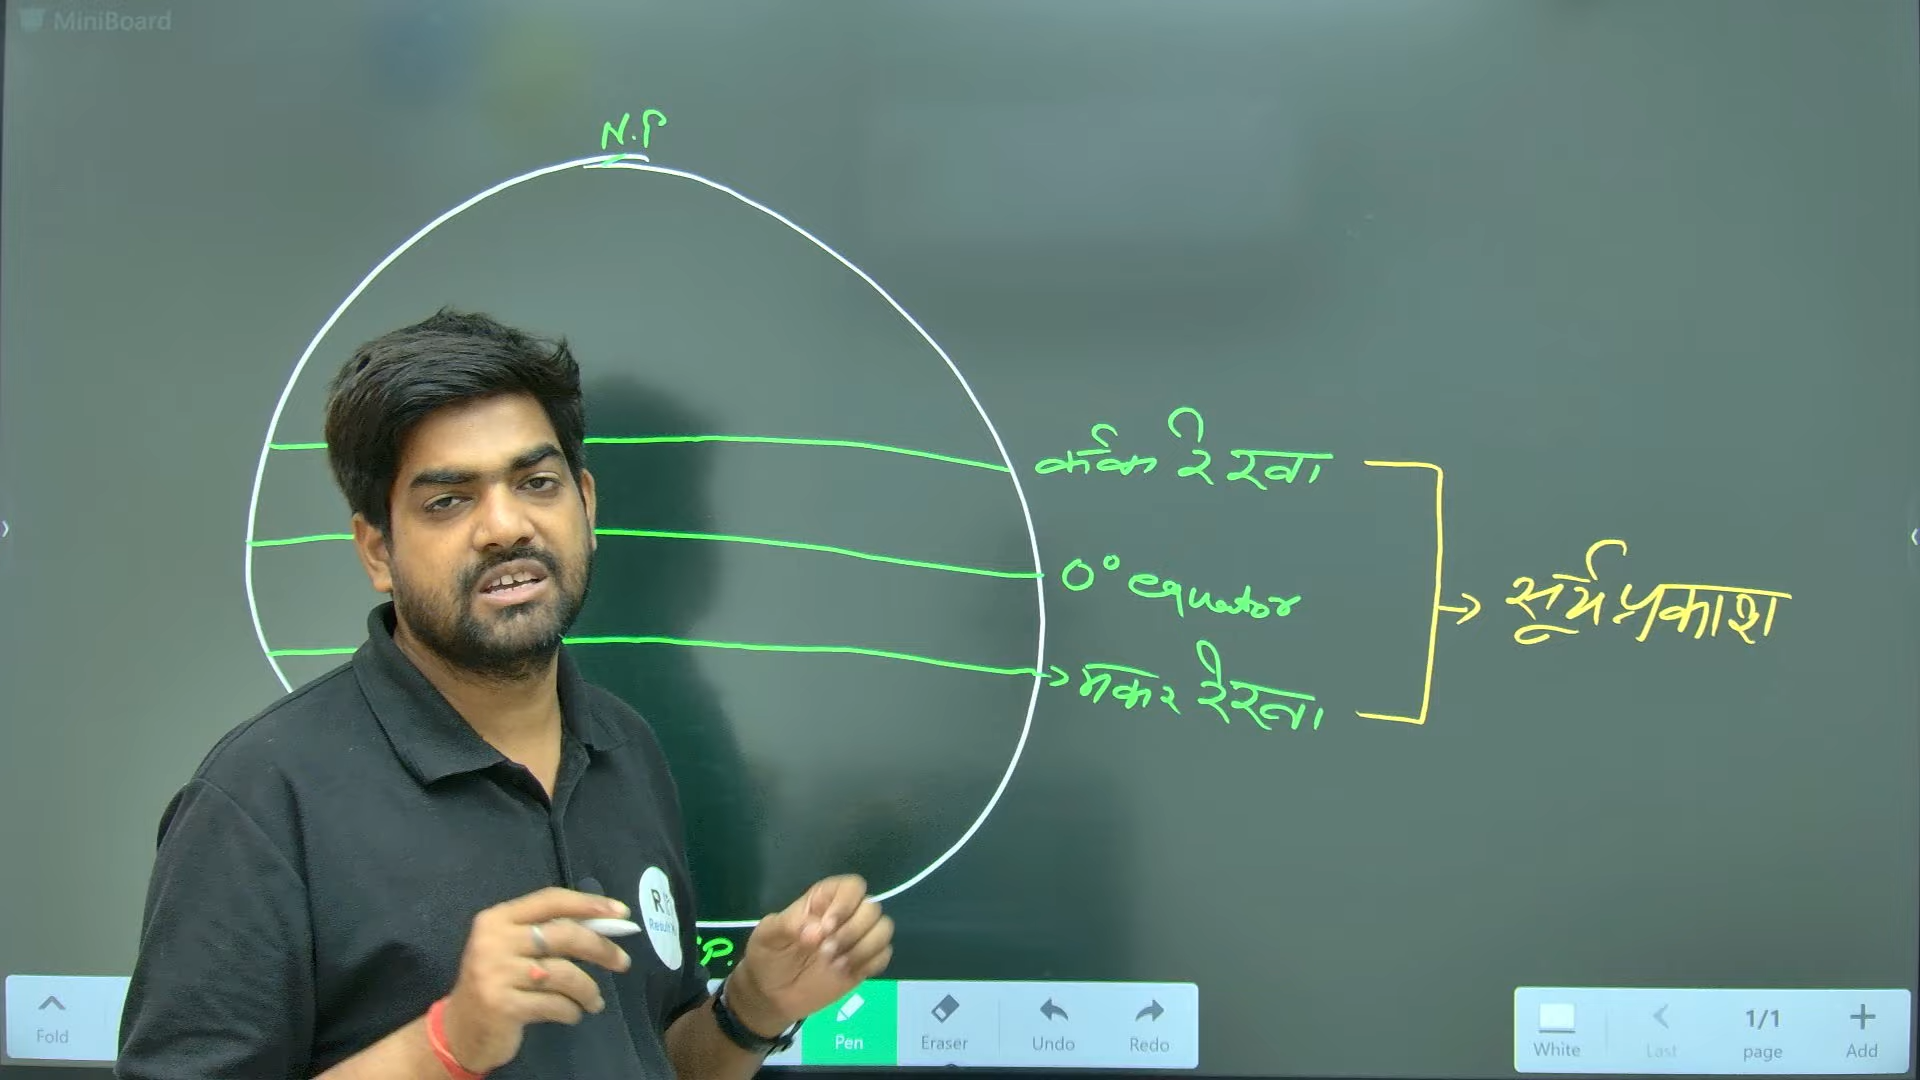 MiniBoard
N.P
कर्क रेखा
0° equator
सूर्यप्रकाश
मकर रेखा
P.
Fold
Pen
Eraser
Undo
Redo
White
Last
1/1
page
Add